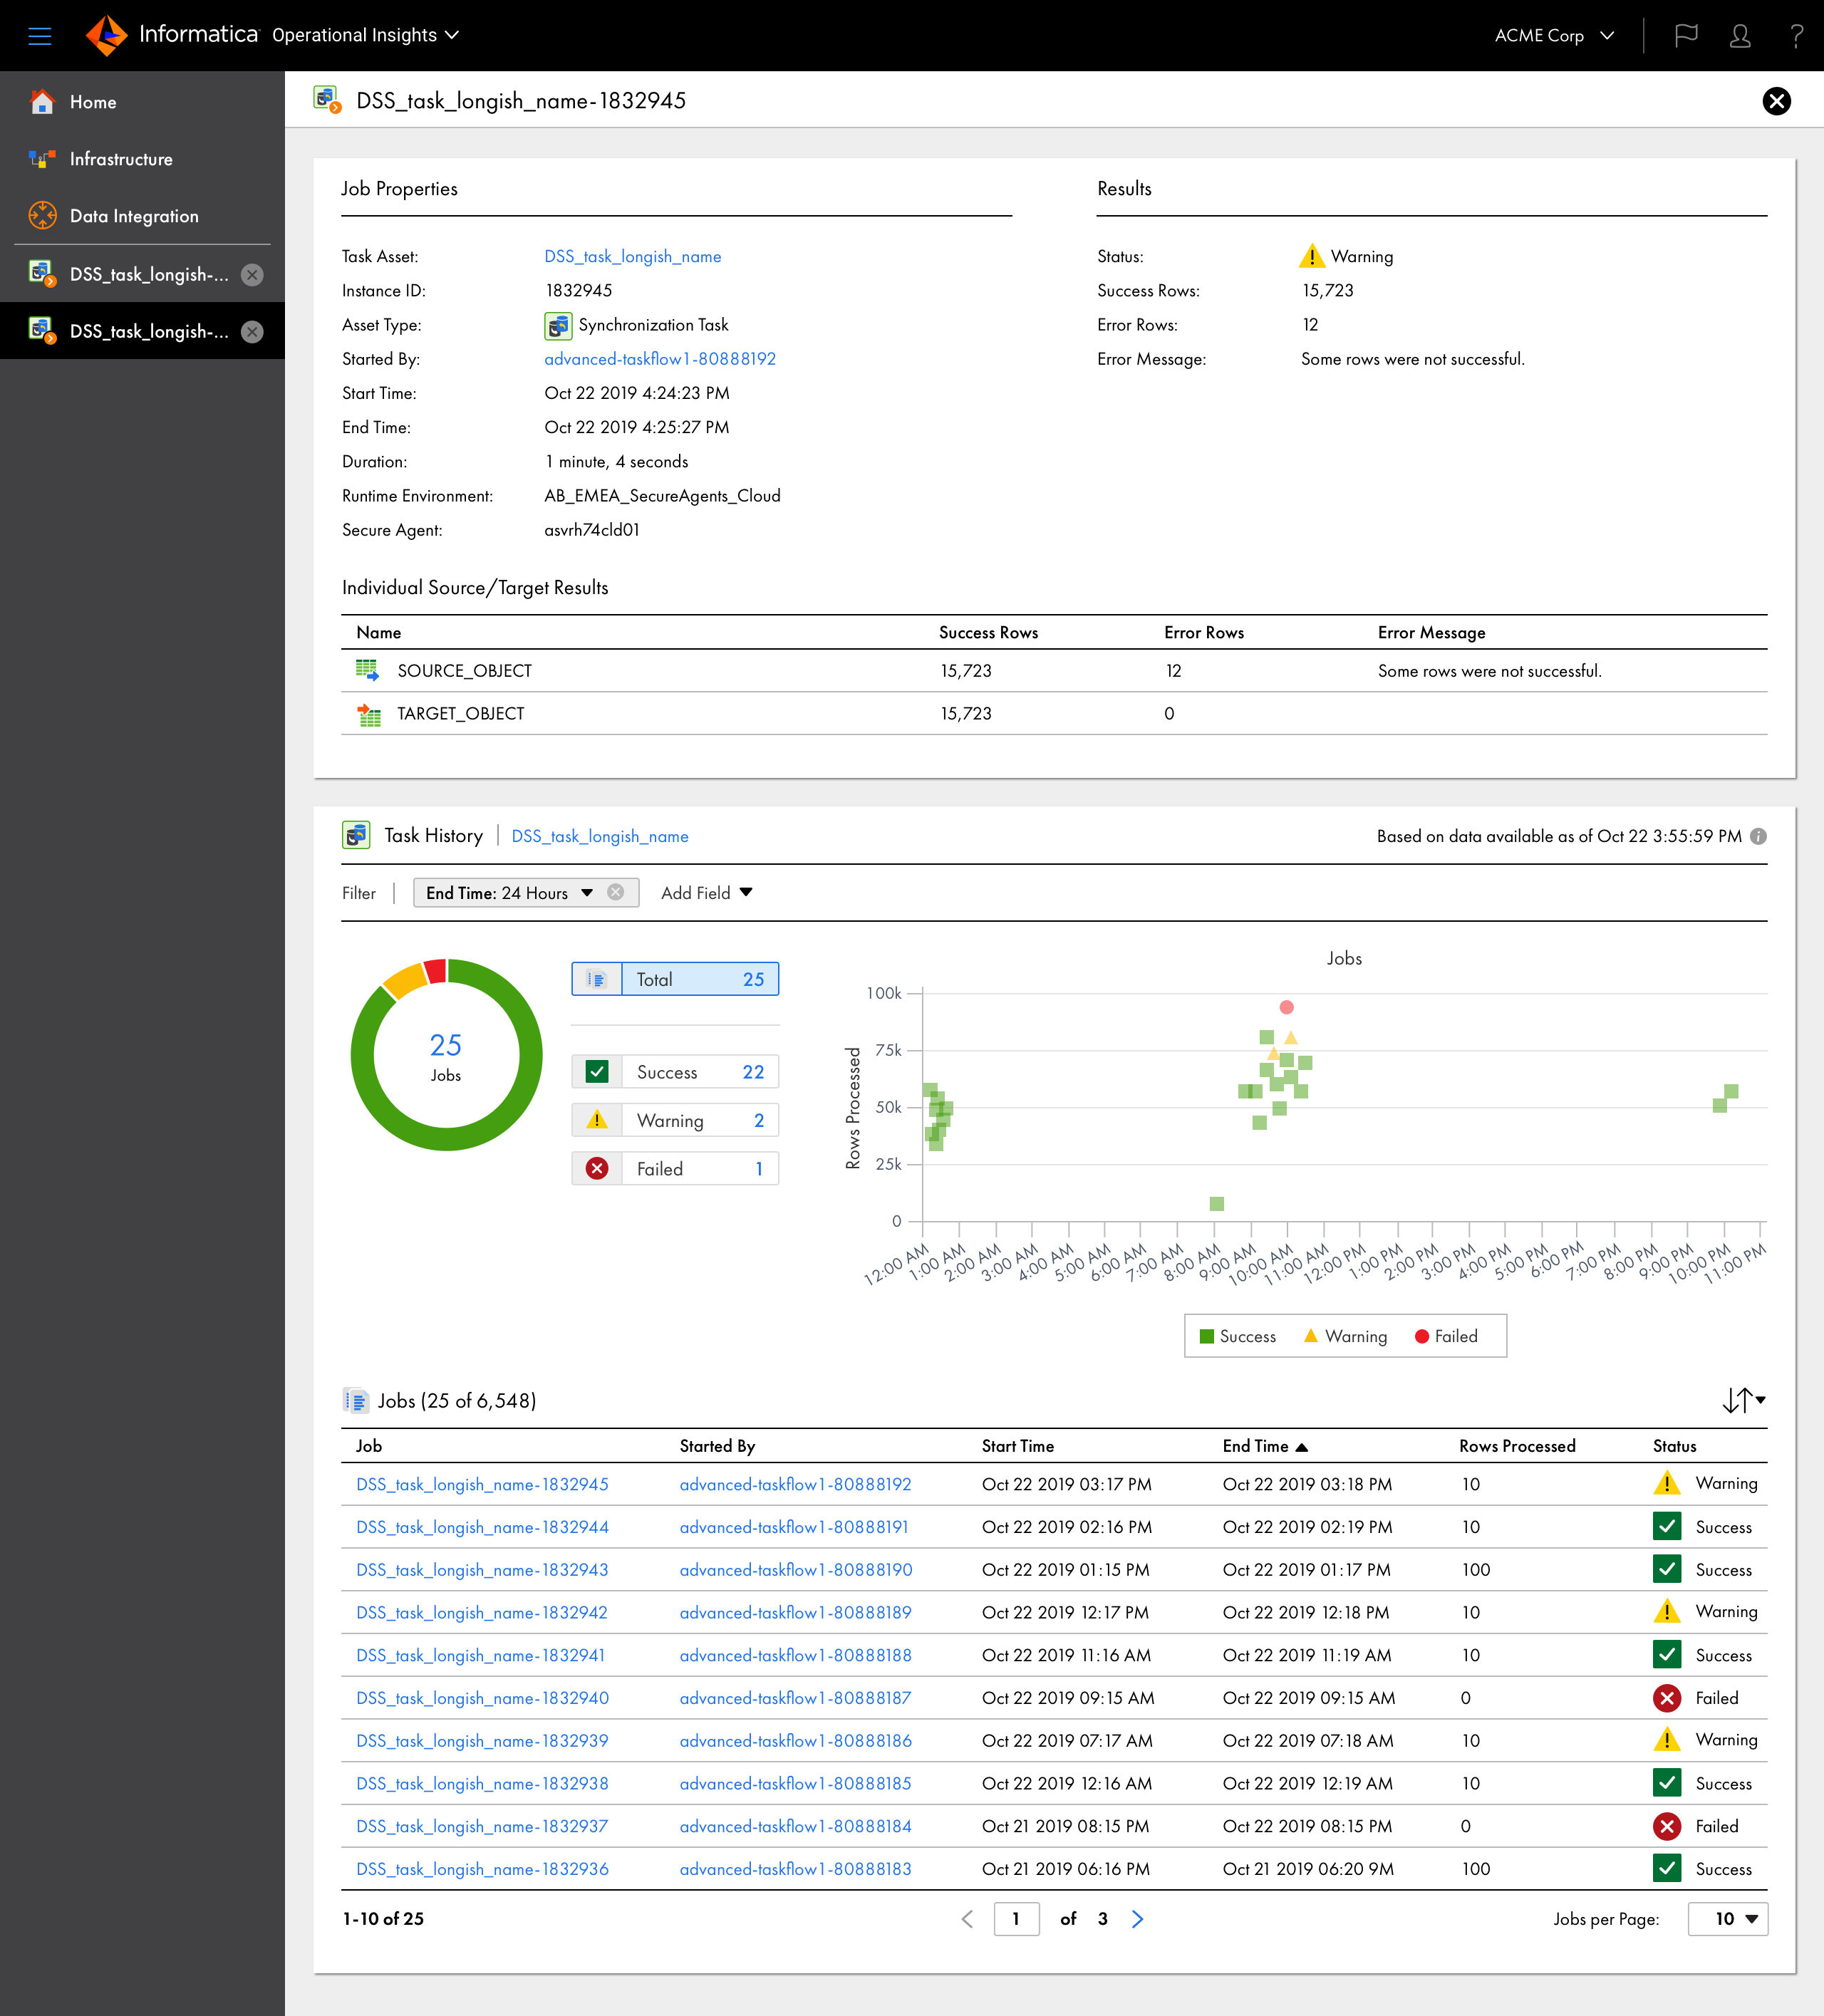 Informatica Operational Insights
ACME Corp
?
Home
Infrastructure
Data Integration
DSS_task_longish-...
DSS_task_longish-...
DSS_task_longish_name-1832945
Job Properties
Task Asset: DSS_task_longish_name
Instance ID: 1832945
Asset Type: Synchronization Task
Started By: advanced-taskflow1-80888192
Start Time: Oct 22 2019 4:24:23 PM
End Time: Oct 22 2019 4:25:27 PM
Duration: 1 minute, 4 seconds
Runtime Environment: AB_EMEA_SecureAgents_Cloud
Secure Agent: asvrh74cld01
Results
Status: Warning
Success Rows: 15,723
Error Rows: 12
Error Message: Some rows were not successful.
Individual Source/Target Results
Name Success Rows Error Rows Error Message
SOURCE_OBJECT 15,723 12 Some rows were not successful.
TARGET_OBJECT 15,723 0
Task History DSS_task_longish_name Based on data available as of Oct 22 3:55:59 PM
Filter End Time: 24 Hours Add Field
25
Jobs
Total 25
Success 22
Warning 2
Failed 1
Jobs
Rows Processed
100k
75k
50k
25k
0
12:00 AM 1:00 AM 2:00 AM 3:00 AM 4:00 AM 5:00 AM 6:00 AM 7:00 AM 8:00 AM 9:00 AM 10:00 AM 11:00 AM 12:00 PM 1:00 PM 2:00 PM 3:00 PM 4:00 PM 5:00 PM 6:00 PM 7:00 PM 8:00 PM 9:00 PM 10:00 PM 11:00 PM
Success Warning Failed
Jobs (25 of 6,548)
Job Started By Start Time End Time Rows Processed Status
DSS_task_longish_name-1832945 advanced-taskflow1-80888192 Oct 22 2019 03:17 PM Oct 22 2019 03:18 PM 10 Warning
DSS_task_longish_name-1832944 advanced-taskflow1-80888191 Oct 22 2019 02:16 PM Oct 22 2019 02:19 PM 10 Success
DSS_task_longish_name-1832943 advanced-taskflow1-80888190 Oct 22 2019 01:15 PM Oct 22 2019 01:17 PM 100 Success
DSS_task_longish_name-1832942 advanced-taskflow1-80888189 Oct 22 2019 12:17 PM Oct 22 2019 12:18 PM 10 Warning
DSS_task_longish_name-1832941 advanced-taskflow1-80888188 Oct 22 2019 11:16 AM Oct 22 2019 11:19 AM 10 Success
DSS_task_longish_name-1832940 advanced-taskflow1-80888187 Oct 22 2019 09:15 AM Oct 22 2019 09:15 AM 0 Failed
DSS_task_longish_name-1832939 advanced-taskflow1-80888186 Oct 22 2019 07:17 AM Oct 22 2019 07:18 AM 10 Warning
DSS_task_longish_name-1832938 advanced-taskflow1-80888185 Oct 22 2019 12:16 AM Oct 22 2019 12:19 AM 10 Success
DSS_task_longish_name-1832937 advanced-taskflow1-80888184 Oct 21 2019 08:15 PM Oct 22 2019 08:15 PM 0 Failed
DSS_task_longish_name-1832936 advanced-taskflow1-80888183 Oct 21 2019 06:16 PM Oct 21 2019 06:20 9M 100 Success
1-10 of 25 1 of 3 Jobs per Page: 10